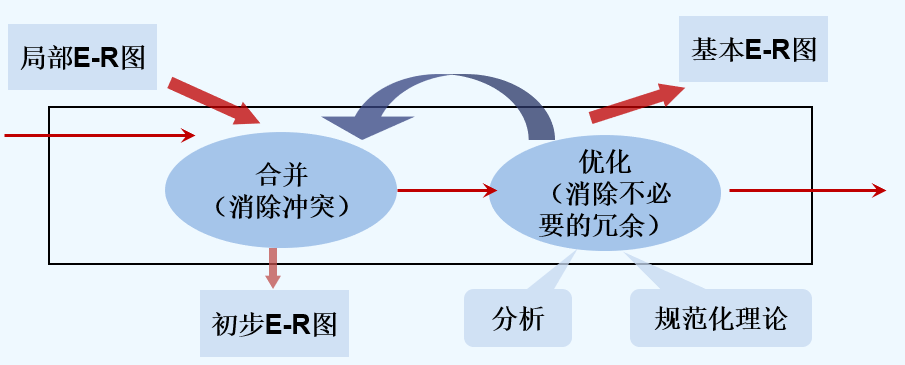 局部E-R图
基本E-R图
合并
（消除冲突）
优化
（消除不必
要的冗余）
初步E-R图
分析
规范化理论